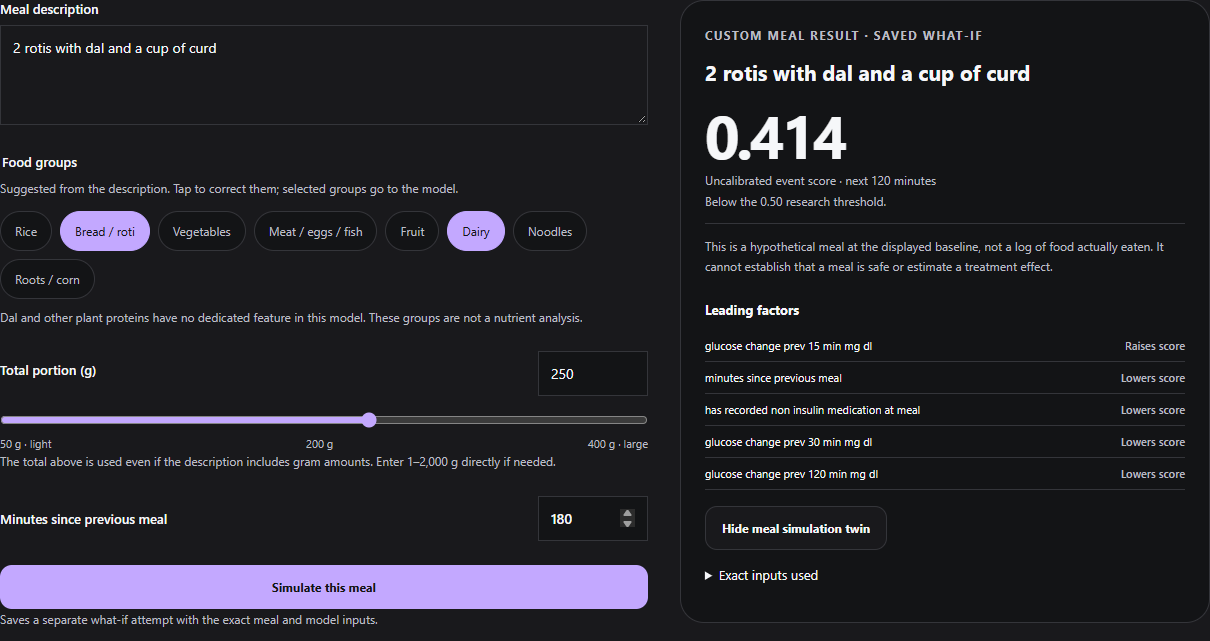 Meal description
2 rotis with dal and a cup of curd
Food groups
Suggested from the description. Tap to correct them; selected groups go to the model.
Rice
Bread / roti
Vegetables
Meat / eggs / fish
Fruit
Dairy
Noodles
Roots / corn
Dal and other plant proteins have no dedicated feature in this model. These groups are not a nutrient analysis.
Total portion (g)
250
50 g · light
200 g
400 g · large
The total above is used even if the description includes gram amounts. Enter 1–2,000 g directly if needed.
Minutes since previous meal
180
Simulate this meal
Saves a separate what-if attempt with the exact meal and model inputs.
CUSTOM MEAL RESULT · SAVED WHAT-IF
2 rotis with dal and a cup of curd
0.414
Uncalibrated event score · next 120 minutes
Below the 0.50 research threshold.
This is a hypothetical meal at the displayed baseline, not a log of food actually eaten. It
cannot establish that a meal is safe or estimate a treatment effect.
Leading factors
glucose change prev 15 min mg dl
Raises score
minutes since previous meal
Lowers score
has recorded non insulin medication at meal
Lowers score
glucose change prev 30 min mg dl
Lowers score
glucose change prev 120 min mg dl
Lowers score
Hide meal simulation twin
Exact inputs used